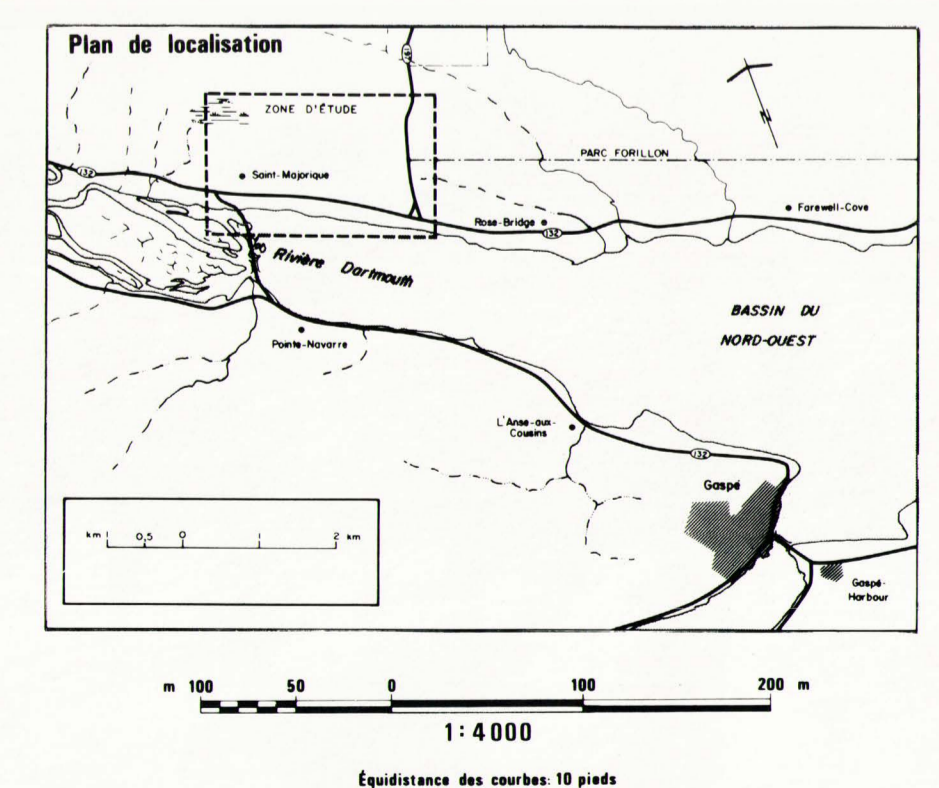 Plan de localisation
197
ZONE D'ÉTUDE
N
PARC FORILLON
132
Saint-Majorique
Farewell-Cove
Rose-Bridge
132
Rivière Dartmouth
BASSIN DU
NORD-OUEST
Pointe-Navarre
L'Anse-aux-
Cousins
132
Gaspé
km 1 0,5 0 1 2 km
Gaspé-
Harbour
m 100 50 0 100 200 m
1:4000
Équidistance des courbes: 10 pieds